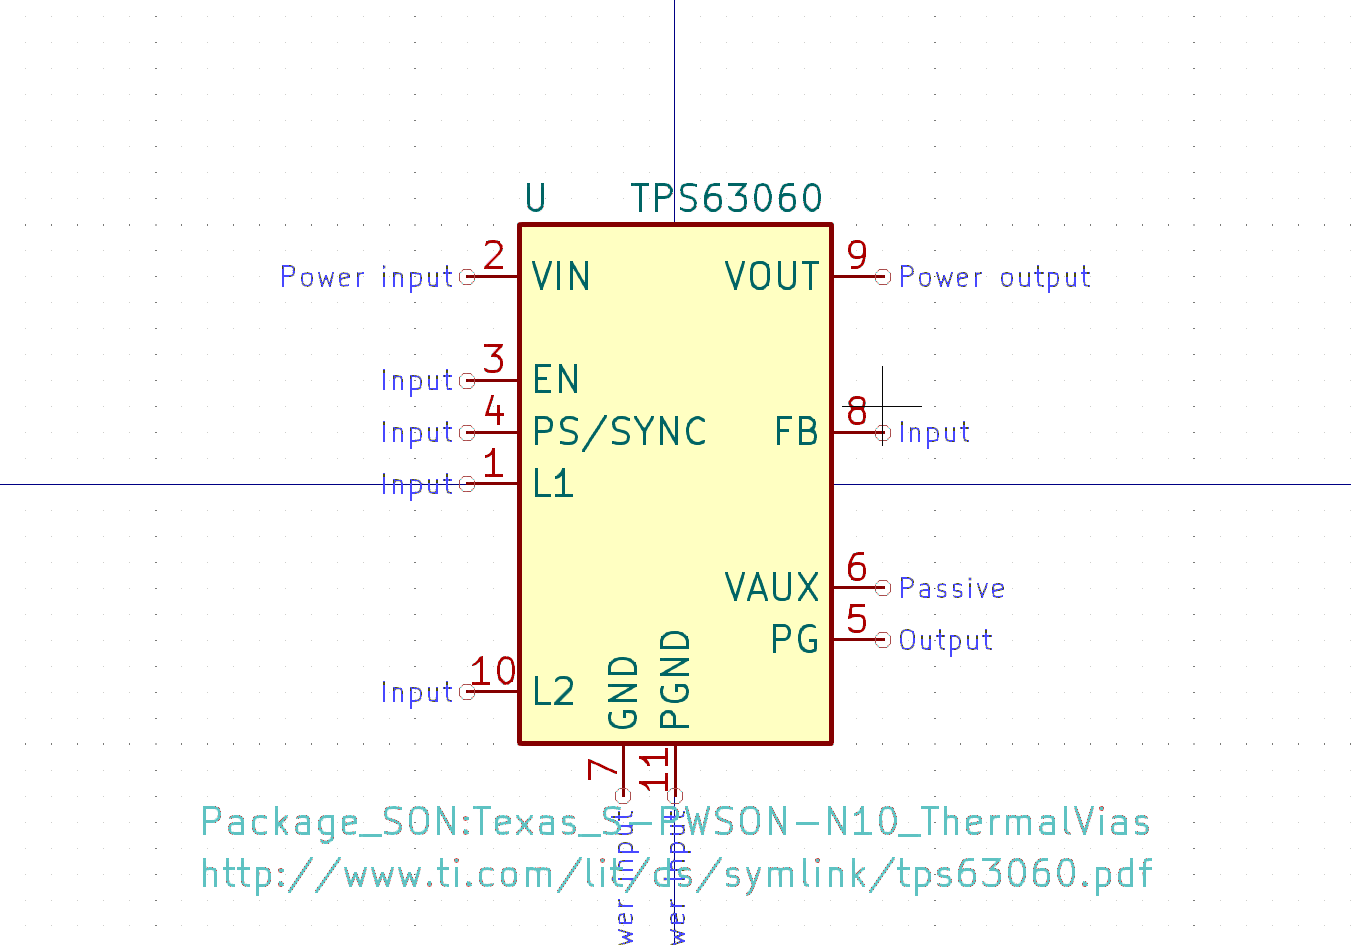 U TPS63060
Power input 2 VIN VOUT 9 Power output
Input 3 EN
Input 4 PS/SYNC FB 8 Input
Input 1 L1
VAUX 6 Passive
PG 5 Output
Input 10 L2
GND 7 wer input
PGND 11 wer input
Package_SON:Texas_S-PWSON-N10_ThermalVias
http://www.ti.com/lit/ds/symlink/tps63060.pdf